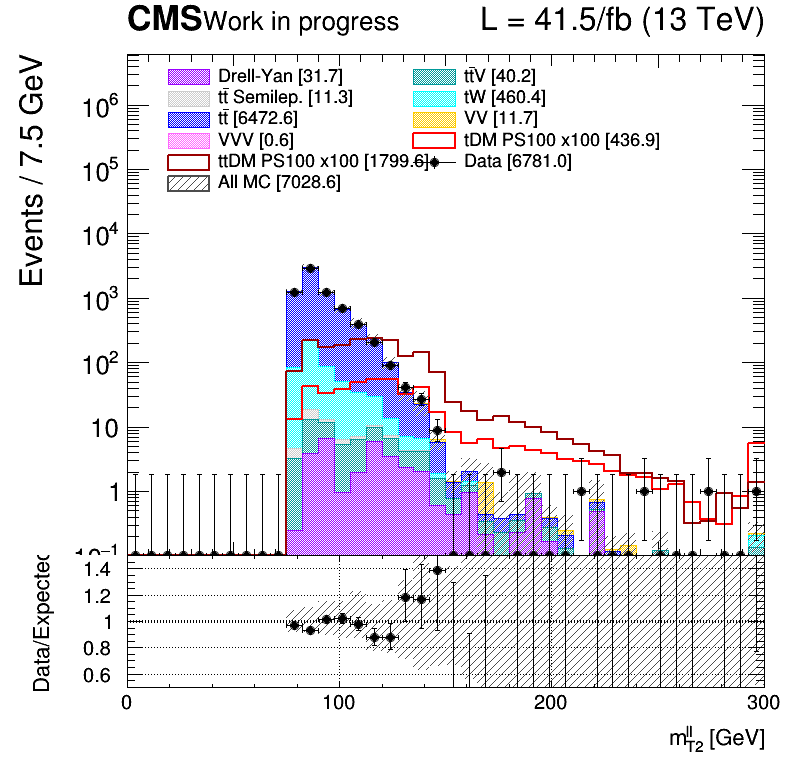 CMS Work in progress L = 41.5/fb (13 TeV)
Events / 7.5 GeV
Drell-Yan [31.7] tt̄V [40.2]
tt̄ Semilep. [11.3] tW [460.4]
tt̄ [6472.6] VV [11.7]
VVV [0.6] tDM PS100 x100 [436.9]
ttDM PS100 x100 [1799.6] Data [6781.0]
All MC [7028.6]
10⁶
10⁵
10⁴
10³
10²
10
1
10⁻¹
Data/Expected
1.4
1.2
1
0.8
0.6
0 100 200 300
m_T2^ll [GeV]